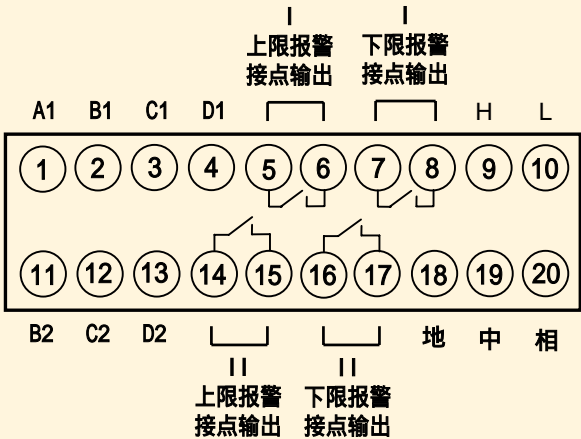 I I
上限报警 下限报警
接点输出 接点输出
A1 B1 C1 D1 H L
1 2 3 4 5 6 7 8 9 10
11 12 13 14 15 16 17 18 19 20
B2 C2 D2 地 中 相
II II
上限报警 下限报警
接点输出 接点输出